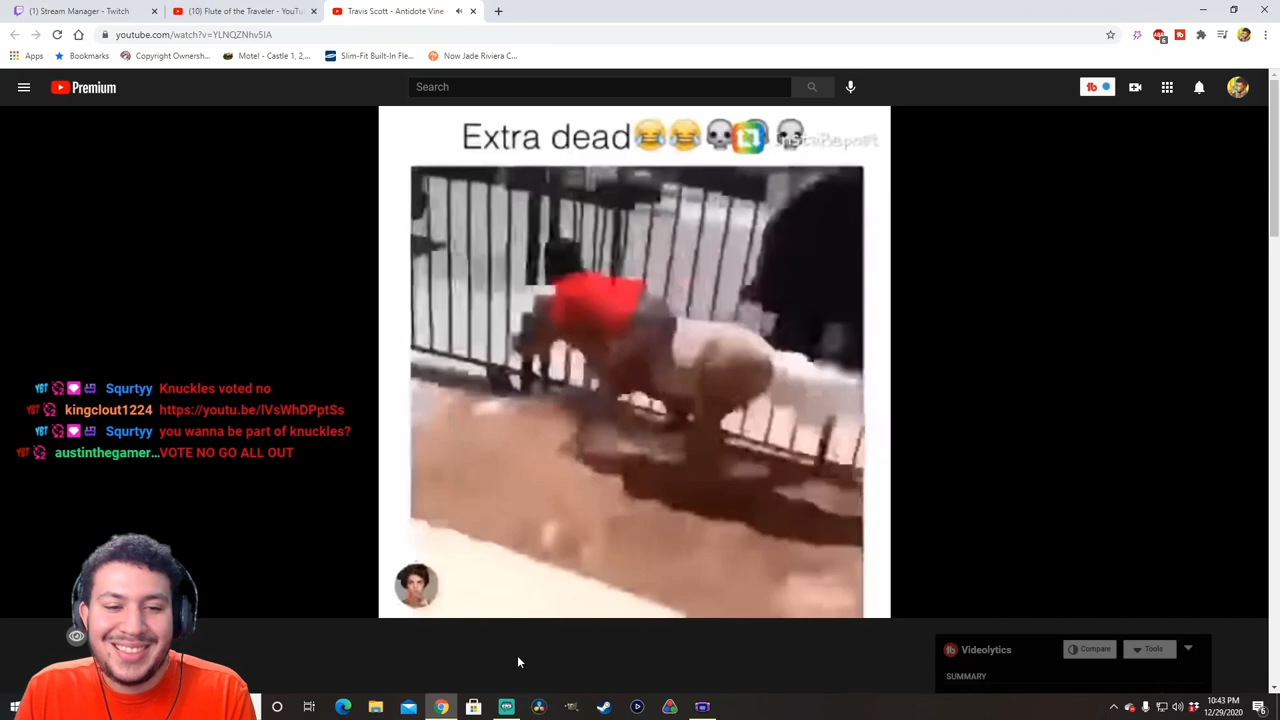 (1) Stream Manager - Twitch
(10) Flute of the Traveler - YouTu
Travis Scott - Antidote Vine
youtube.com/watch?v=YLNQZNhv5IA
Apps
Bookmarks
Copyright Ownersh...
Motel - Castle 1, 2,...
Slim-Fit Built-In Fle...
Now Jade Riviera C...
Premium
Search
Extra dead😂😂💀💀💀
InstaRepost
Squrtyy Knuckles voted no
kingclout1224 https://youtu.be/lVsWhDPptSs
Squrtyy you wanna be part of knuckles?
austinthegamer... VOTE NO GO ALL OUT
Videolytics
Compare
Tools
SUMMARY
10:43 PM
12/29/2020